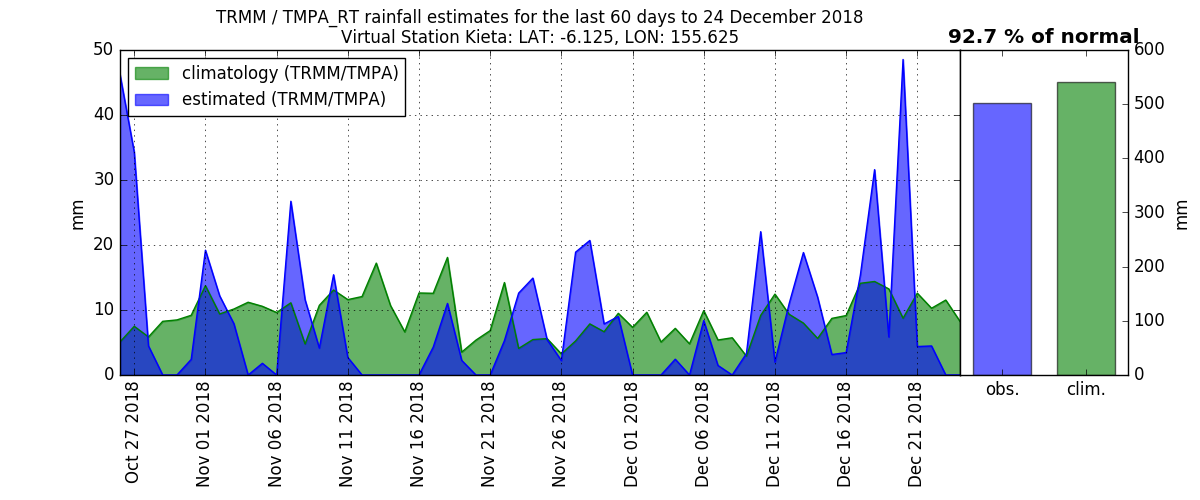 TRMM / TMPA_RT rainfall estimates for the last 60 days to 24 December 2018
Virtual Station Kieta: LAT: -6.125, LON: 155.625
92.7 % of normal
climatology (TRMM/TMPA)
estimated (TRMM/TMPA)
50
40
30
20
10
0
mm
Oct 27 2018
Nov 01 2018
Nov 06 2018
Nov 11 2018
Nov 16 2018
Nov 21 2018
Nov 26 2018
Dec 01 2018
Dec 06 2018
Dec 11 2018
Dec 16 2018
Dec 21 2018
600
500
400
300
200
100
0
mm
obs.
clim.